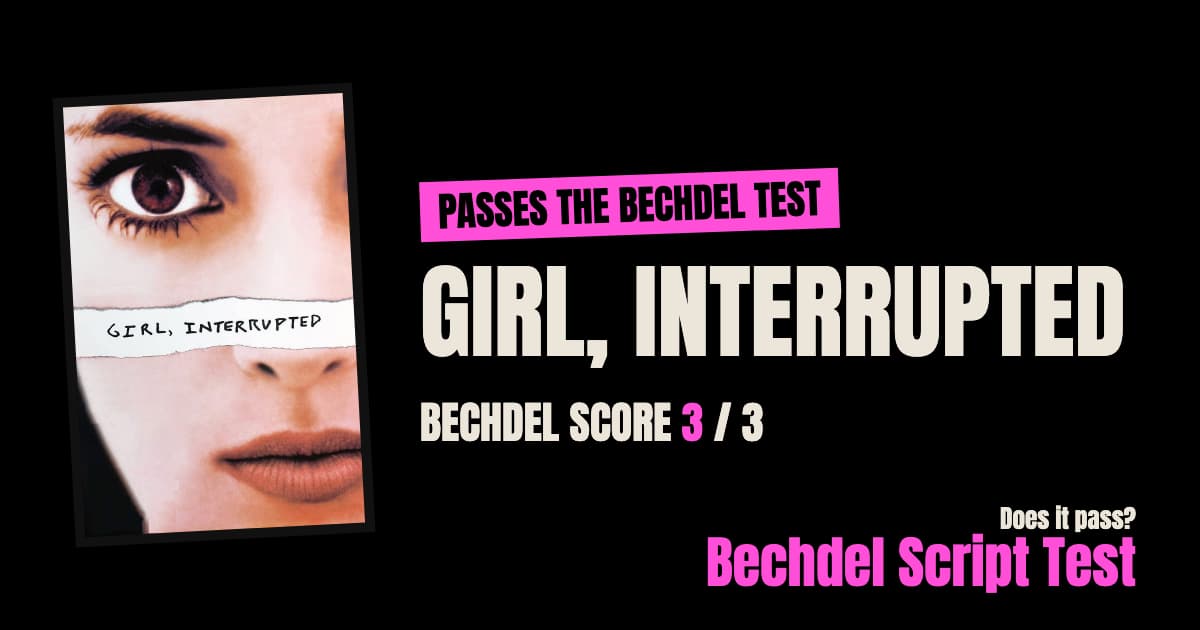 GIRL, INTERRUPTED
PASSES THE BECHDEL TEST
GIRL, INTERRUPTED
BECHDEL SCORE 3 / 3
Does it pass?
Bechdel Script Test